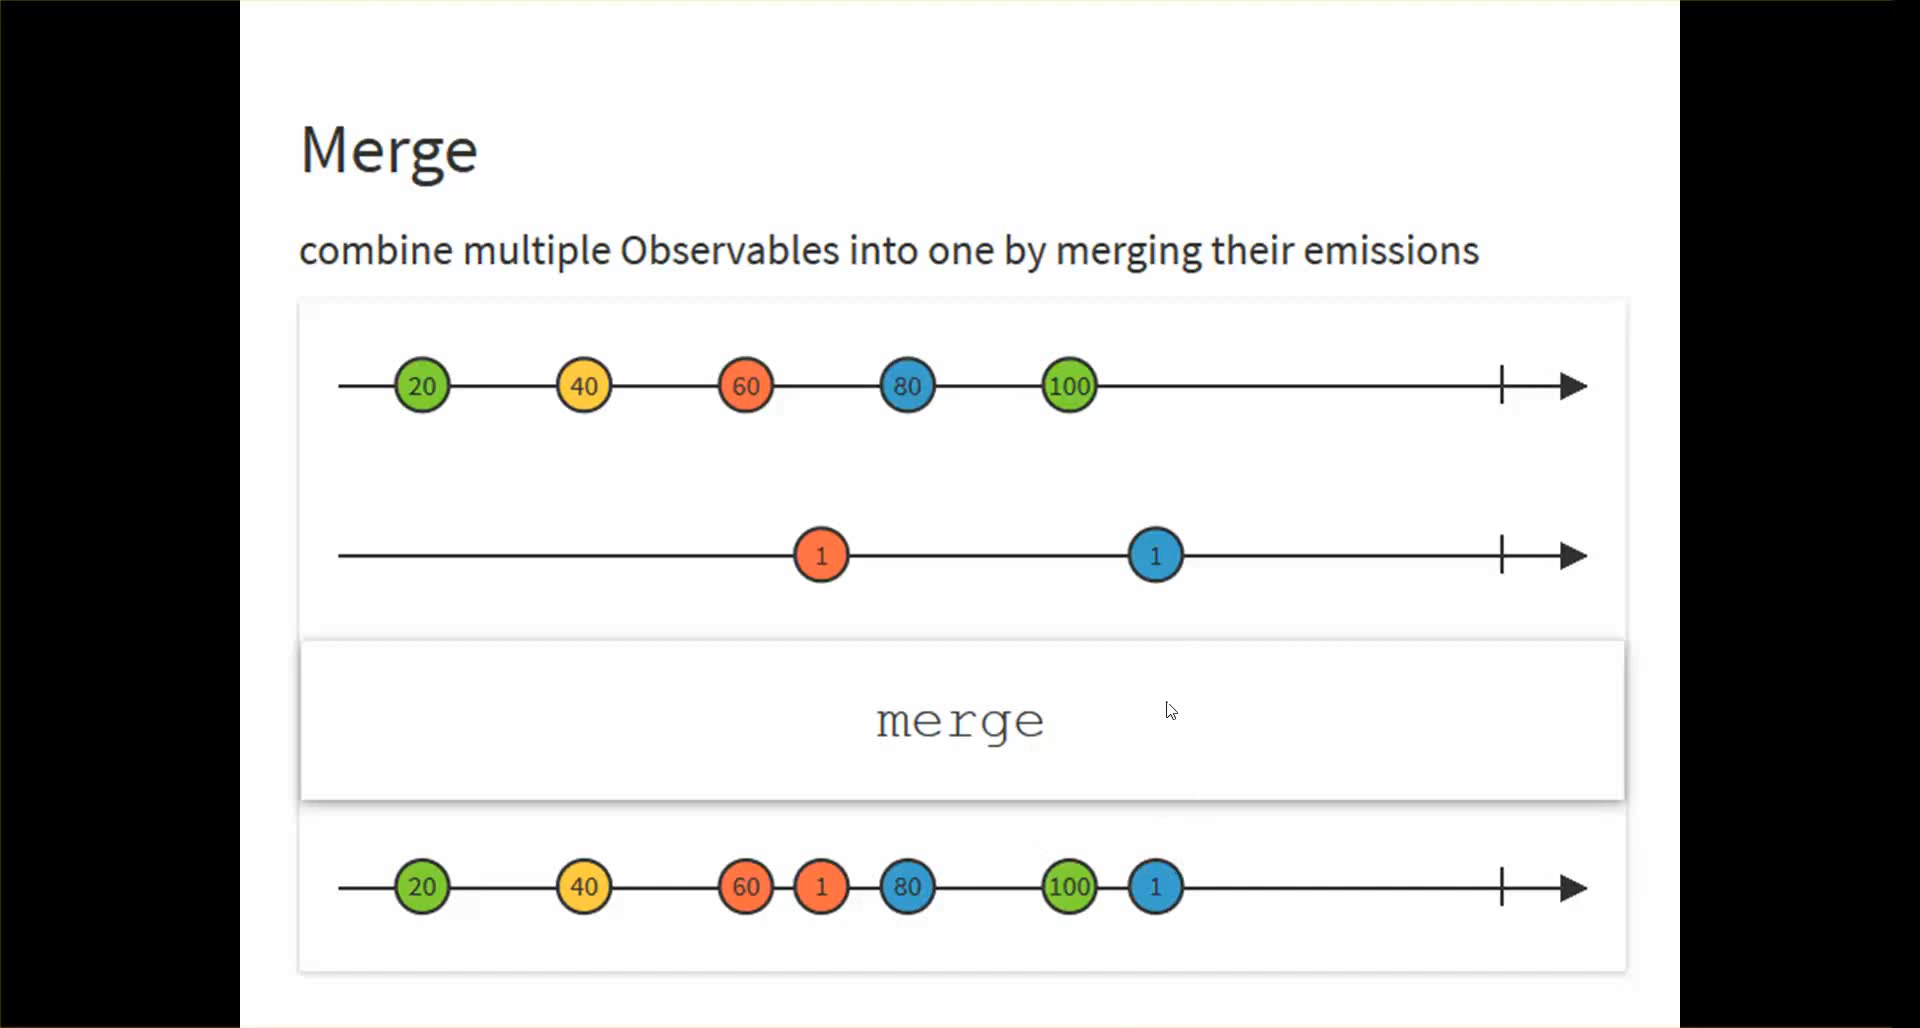 Merge
combine multiple Observables into one by merging their emissions
20 40 60 80 100
1 1
merge
20 40 60 1 80 100 1